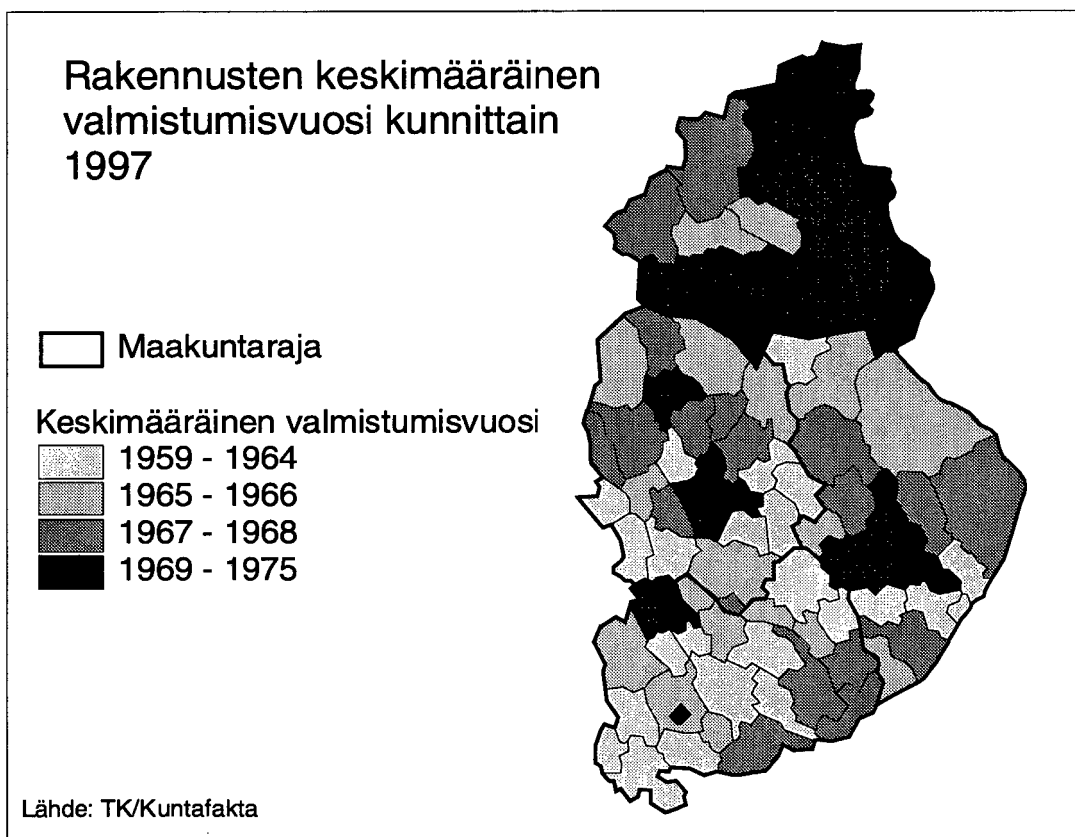 Rakennusten keskimääräinen
valmistumisvuosi kunnittain
1997
Maakuntaraja
Keskimääräinen valmistumisvuosi
1959 - 1964
1965 - 1966
1967 - 1968
1969 - 1975
Lähde: TK/Kuntafakta